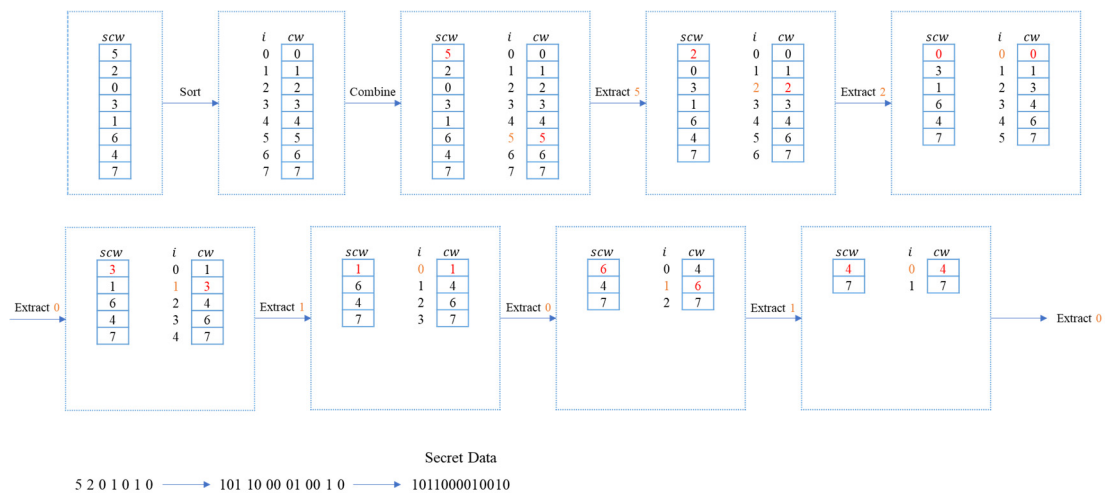 scw i cw scw i cw scw i cw scw i cw
5 0 0 5 0 0 2 0 0 0 0 0
2 1 1 2 1 1 0 1 1 3 1 1
0 2 2 0 2 2 3 2 2 1 2 3
3 3 3 3 3 3 1 3 3 6 3 4
1 4 4 1 4 4 6 4 4 4 4 6
6 5 5 6 5 5 4 5 6 7 5 7
4 6 6 4 6 6 7 6 7
7 7 7 7 7 7
Sort
Combine
Extract 5
Extract 2
scw i cw scw i cw scw i cw scw i cw
3 0 1 1 0 1 6 0 4 4 0 4
1 1 3 6 1 4 4 1 6 7 1 7
6 2 4 4 2 6 7 2 7
4 3 6 7 3 7
7 4 7
Extract 0
Extract 1
Extract 0
Extract 1
Extract 0
Secret Data
5 2 0 1 0 1 0 101 10 00 01 00 1 0 1011000010010